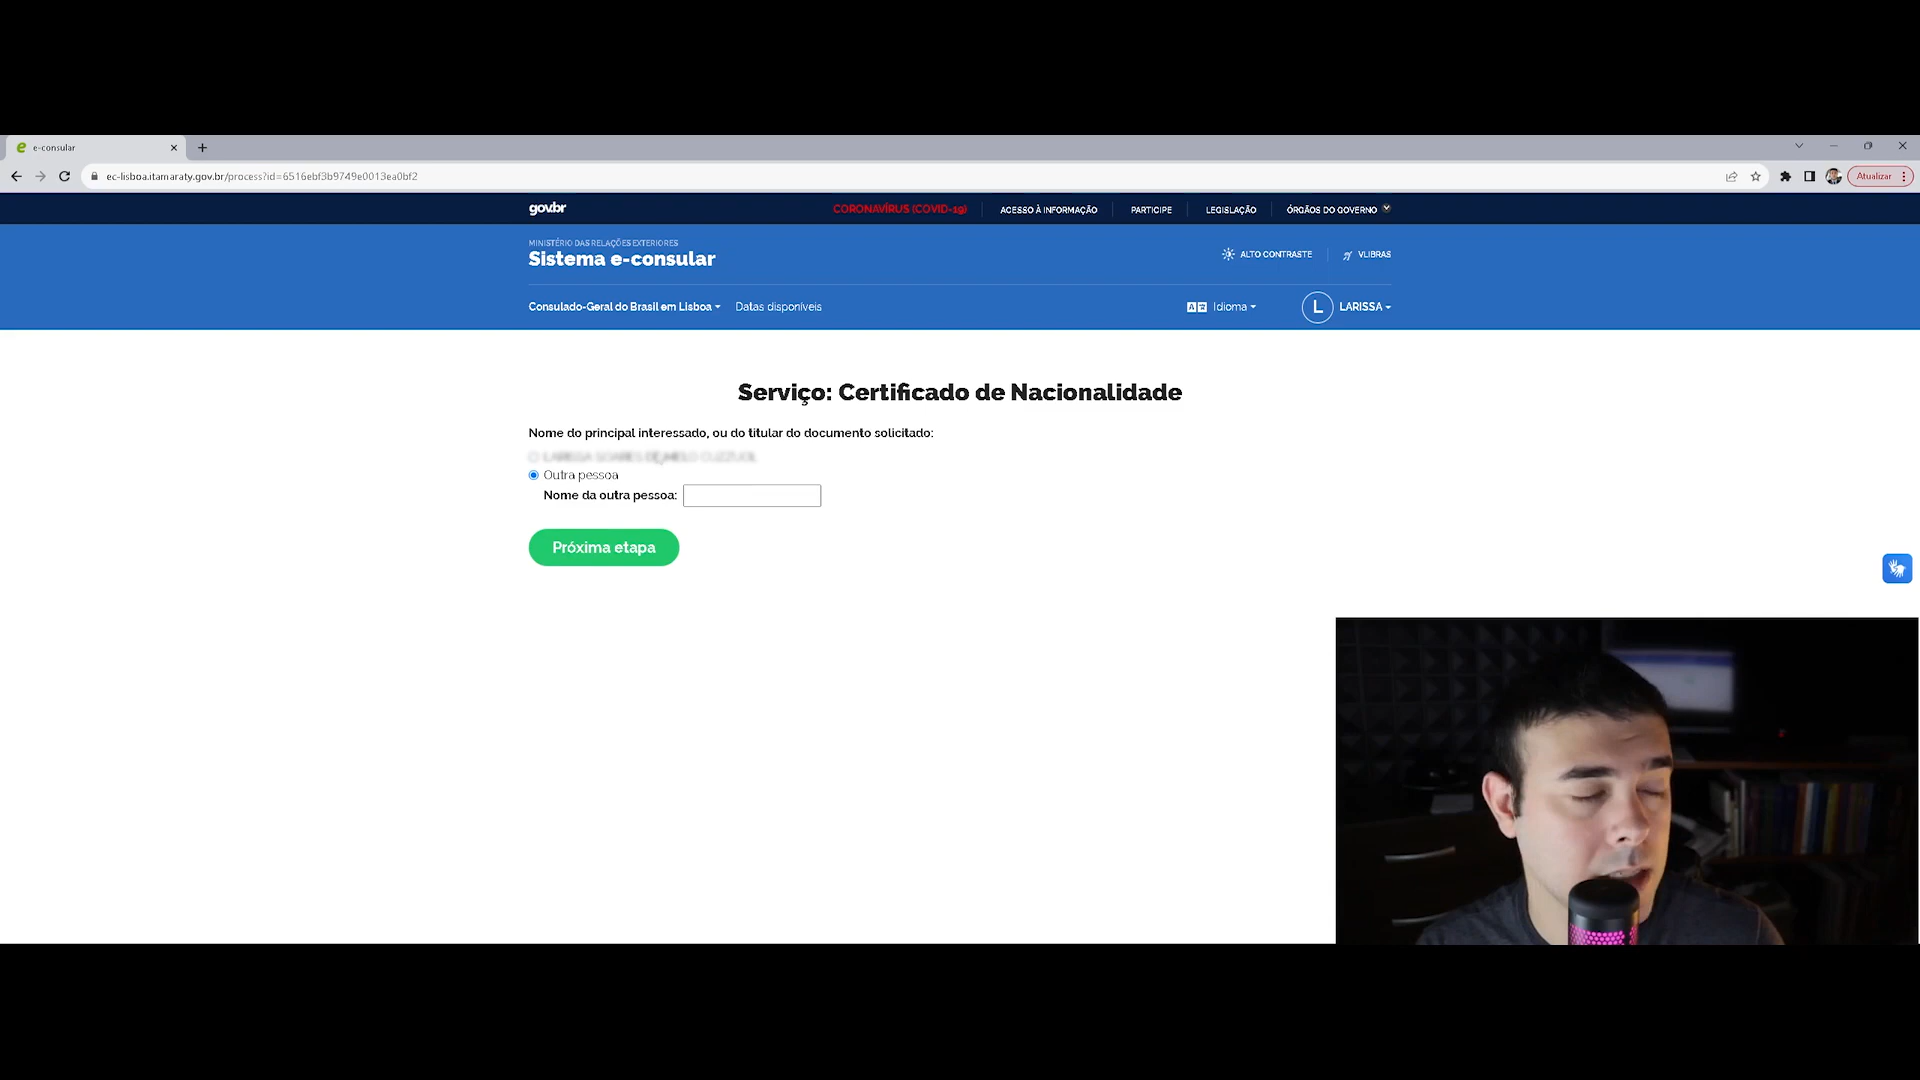 e-consular
ec-lisboa.itamaraty.gov.br/process?id=6516ebf3b9749e0013ea0bf2
Atualizar
gov.br
CORONAVÍRUS (COVID-19)
ACESSO À INFORMAÇÃO
PARTICIPE
LEGISLAÇÃO
ÓRGÃOS DO GOVERNO
MINISTÉRIO DAS RELAÇÕES EXTERIORES
Sistema e-consular
ALTO CONTRASTE
VLIBRAS
Consulado-Geral do Brasil em Lisboa
Datas disponíveis
Idioma
L
LARISSA
Serviço: Certificado de Nacionalidade
Nome do principal interessado, ou do titular do documento solicitado:
Outra pessoa
Nome da outra pessoa:
Próxima etapa